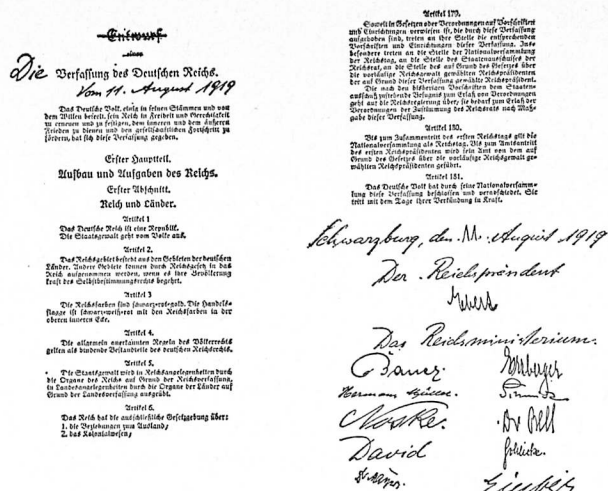 Entwurf
einer
Die Verfassung des Deutschen Reichs.
Vom 11. August 1919
Das Deutsche Volk, einig in seinen Stämmen und von
dem Willen beseelt, sein Reich in Freiheit und Gerechtigkeit
zu erneuen und zu festigen, dem inneren und dem äußeren
Frieden zu dienen und den gesellschaftlichen Fortschritt zu
fördern, hat sich diese Verfassung gegeben.
Erster Hauptteil.
Aufbau und Aufgaben des Reichs.
Erster Abschnitt.
Reich und Länder.
Artikel 1
Das Deutsche Reich ist eine Republik.
Die Staatsgewalt geht vom Volke aus.
Artikel 2.
Das Reichsgebiet besteht aus den Gebieten der deutschen
Länder. Andere Gebiete können durch Reichsgesetz in das
Reich aufgenommen werden, wenn es ihre Bevölkerung
kraft des Selbstbestimmungsrechts begehrt.
Artikel 3
Die Reichsfarben sind schwarz-rot-gold. Die Handels-
flagge ist schwarz-weiß-rot mit den Reichsfarben in der
oberen inneren Ecke.
Artikel 4.
Die allgemein anerkannten Regeln des Völkerrechts
gelten als bindende Bestandteile des deutschen Reichsrechts.
Artikel 5.
Die Staatsgewalt wird in Reichsangelegenheiten durch
die Organe des Reichs auf Grund der Reichsverfassung,
in Landesangelegenheiten durch die Organe der Länder auf
Grund der Landesverfassung ausgeübt.
Artikel 6.
Das Reich hat die ausschließliche Gesetzgebung über:
1. die Beziehungen zum Ausland;
2. das Kolonialwesen;
Artikel 179.
Soweit in Gesetzen oder Verordnungen auf Vorschriften
und Einrichtungen verwiesen ist, die durch diese Verfassung
aufgehoben sind, treten an ihre Stelle die entsprechenden
Vorschriften und Einrichtungen dieser Verfassung. Ins-
besondere treten an die Stelle der Nationalversammlung
der Reichstag, an die Stelle des Staatenausschusses der
Reichsrat, an die Stelle des auf Grund des Gesetzes über
die vorläufige Reichsgewalt gewählten Reichspräsidenten
der auf Grund dieser Verfassung gewählte Reichspräsident.
Die nach den bisherigen Vorschriften dem Staaten-
ausschuß zustehende Befugnis zum Erlaß von Verordnungen
geht auf die Reichsregierung über; sie bedarf zum Erlaß der
Verordnungen der Zustimmung des Reichsrats nach Maß-
gabe dieser Verfassung.
Artikel 180.
Bis zum Zusammentritt des ersten Reichstags gilt die
Nationalversammlung als Reichstag. Bis zum Amtsantritt
des ersten Reichspräsidenten wird sein Amt von dem auf
Grund des Gesetzes über die vorläufige Reichsgewalt ge-
wählten Reichspräsidenten geführt.
Artikel 181.
Das Deutsche Volk hat durch seine Nationalversamm-
lung diese Verfassung beschlossen und verabschiedet. Sie
tritt mit dem Tage ihrer Verkündung in Kraft.
Schwarzburg, den 11. August 1919
Der Reichspräsident
Ebert
Das Reichsministerium.
Bauer Erzberger
Hermann Müller. Schmidt
Noske. Dr Bell
David Schlicke.
Dr. Mayer. Giesberts